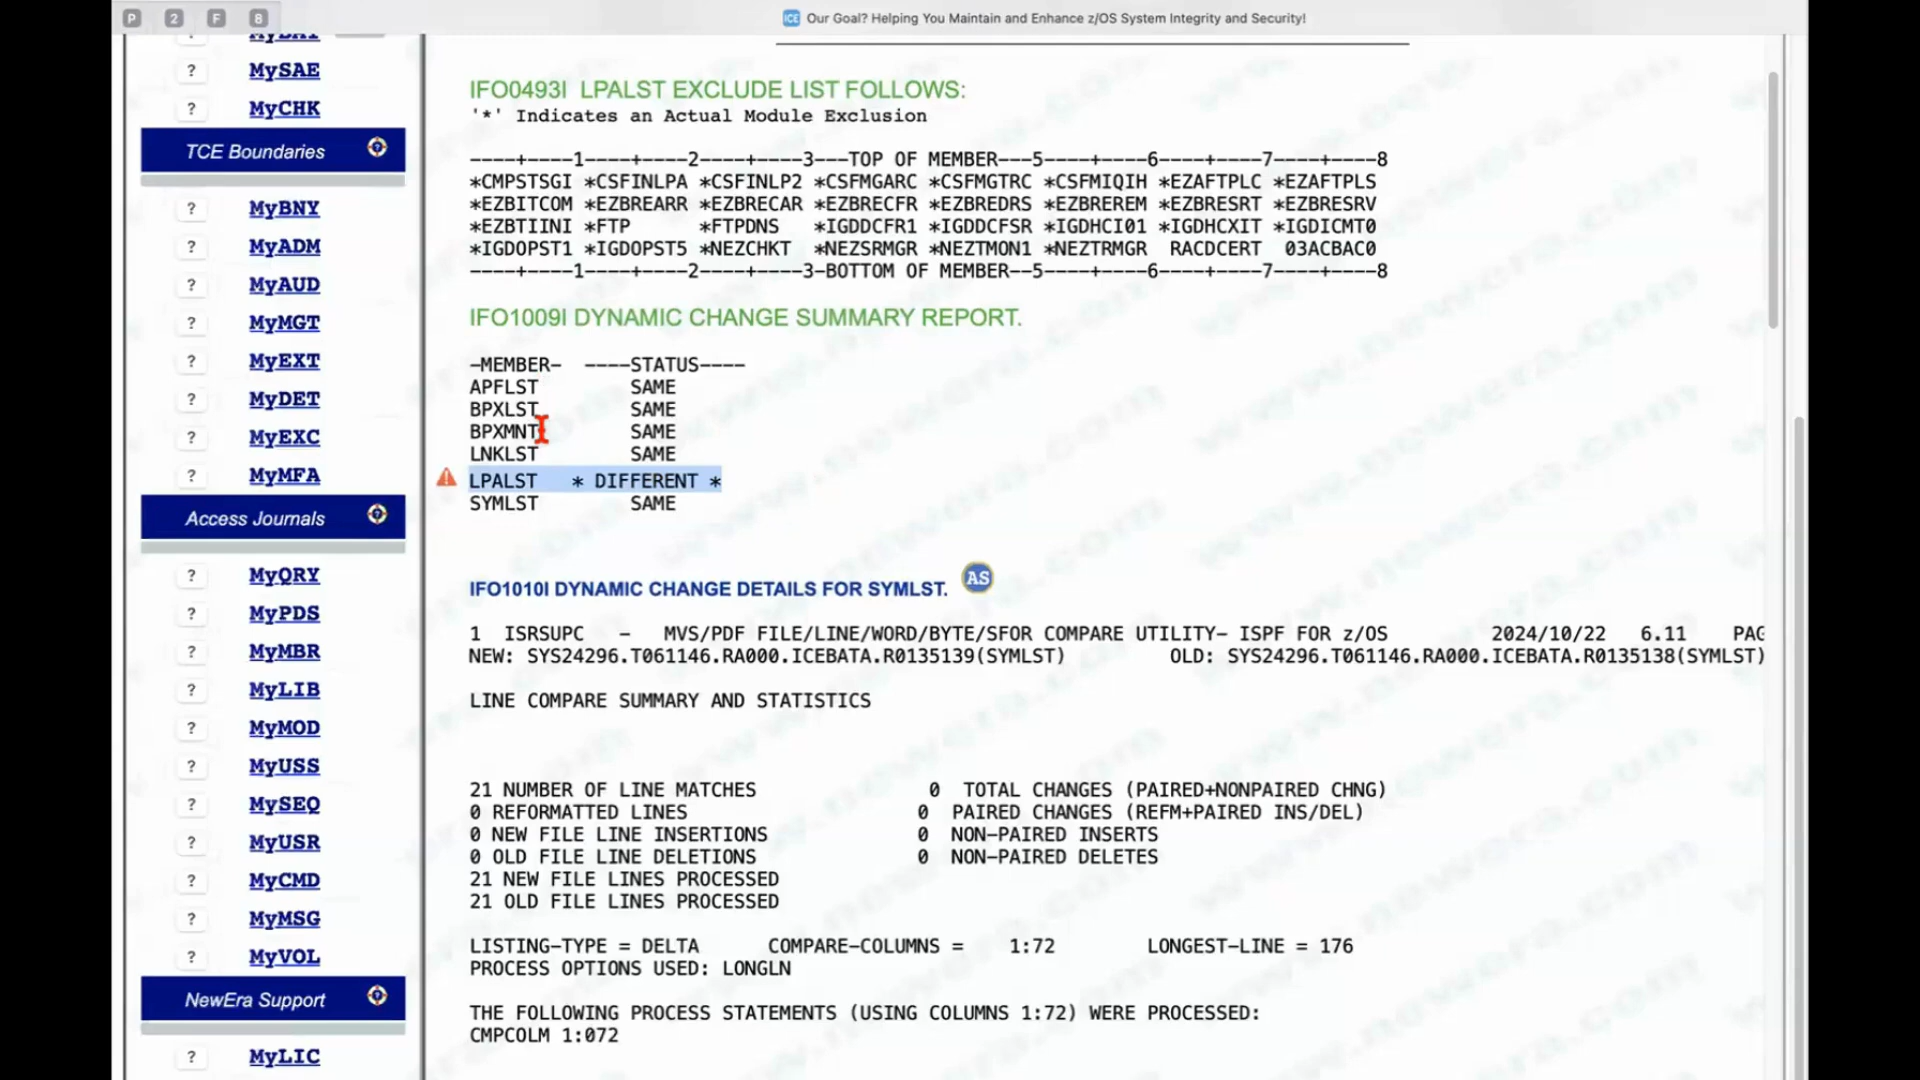 P 2 F 8
ICE Our Goal? Helping You Maintain and Enhance z/OS System Integrity and Security!
? MySAE
? MyCHK
TCE Boundaries
? MyBNY
? MyADM
? MyAUD
? MyMGT
? MyEXT
? MyDET
? MyEXC
? MyMFA
Access Journals
? MyQRY
? MyPDS
? MyMBR
? MyLIB
? MyMOD
? MyUSS
? MySEQ
? MyUSR
? MyCMD
? MyMSG
? MyVOL
NewEra Support
? MyLIC
IFO0493I LPALST EXCLUDE LIST FOLLOWS:
'*' Indicates an Actual Module Exclusion
----+----1----+----2----+----3---TOP OF MEMBER---5----+----6----+----7----+----8
*CMPSTSGI *CSFINLPA *CSFINLP2 *CSFMGARC *CSFMGTRC *CSFMIQIH *EZAFTPLC *EZAFTPLS
*EZBITCOM *EZBREARR *EZBRECAR *EZBRECFR *EZBREDRS *EZBREREM *EZBRESRT *EZBRESRV
*EZBTIINI *FTP *FTPDNS *IGDDCFR1 *IGDDCFSR *IGDHCI01 *IGDHCXIT *IGDICMT0
*IGDOPST1 *IGDOPST5 *NEZCHKT *NEZSRMGR *NEZTMON1 *NEZTRMGR RACDCERT 03ACBAC0
----+----1----+----2----+----3-BOTTOM OF MEMBER--5----+----6----+----7----+----8
IFO1009I DYNAMIC CHANGE SUMMARY REPORT.
-MEMBER- ----STATUS----
APFLST SAME
BPXLST SAME
BPXMNT SAME
LNKLST SAME
LPALST * DIFFERENT *
SYMLST SAME
IFO1010I DYNAMIC CHANGE DETAILS FOR SYMLST. AS
1 ISRSUPC - MVS/PDF FILE/LINE/WORD/BYTE/SFOR COMPARE UTILITY- ISPF FOR z/OS 2024/10/22 6.11 PAG
NEW: SYS24296.T061146.RA000.ICEBATA.R0135139(SYMLST) OLD: SYS24296.T061146.RA000.ICEBATA.R0135138(SYMLST)
LINE COMPARE SUMMARY AND STATISTICS
21 NUMBER OF LINE MATCHES 0 TOTAL CHANGES (PAIRED+NONPAIRED CHNG)
0 REFORMATTED LINES 0 PAIRED CHANGES (REFM+PAIRED INS/DEL)
0 NEW FILE LINE INSERTIONS 0 NON-PAIRED INSERTS
0 OLD FILE LINE DELETIONS 0 NON-PAIRED DELETES
21 NEW FILE LINES PROCESSED
21 OLD FILE LINES PROCESSED
LISTING-TYPE = DELTA COMPARE-COLUMNS = 1:72 LONGEST-LINE = 176
PROCESS OPTIONS USED: LONGLN
THE FOLLOWING PROCESS STATEMENTS (USING COLUMNS 1:72) WERE PROCESSED:
CMPCOLM 1:072